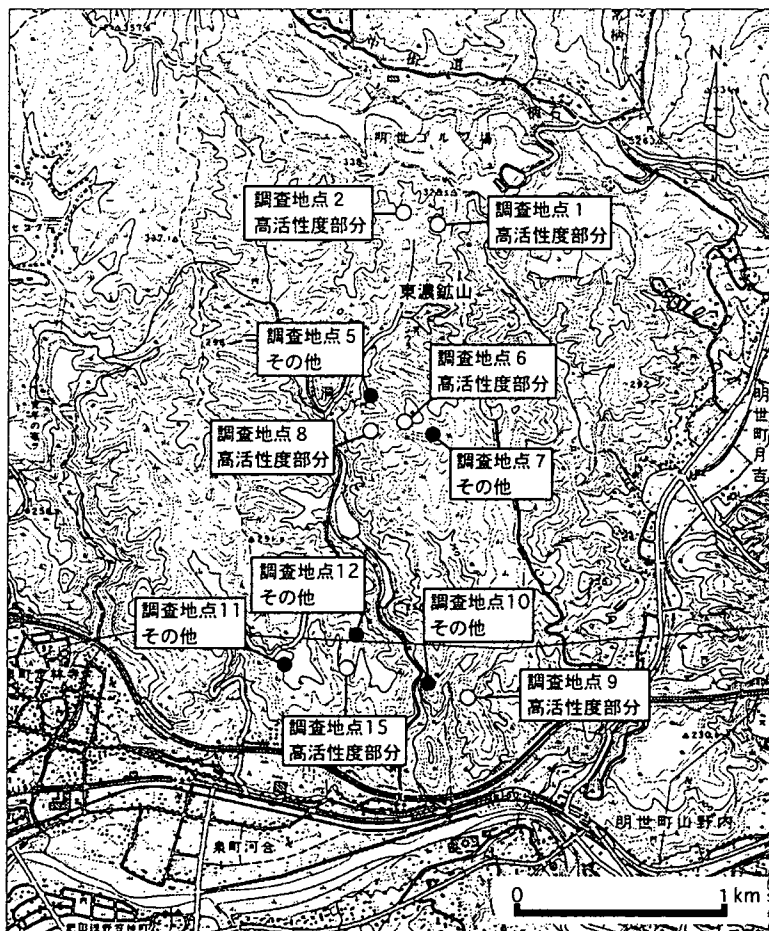 N
明世ゴルフ場
調査地点2
高活性度部分
調査地点1
高活性度部分
東濃鉱山
調査地点5
その他
調査地点6
高活性度部分
調査地点8
高活性度部分
調査地点7
その他
明世町月吉
調査地点12
その他
調査地点11
その他
調査地点10
その他
調査地点9
高活性度部分
調査地点15
高活性度部分
明世町山野内
泉町河合
0
1 km